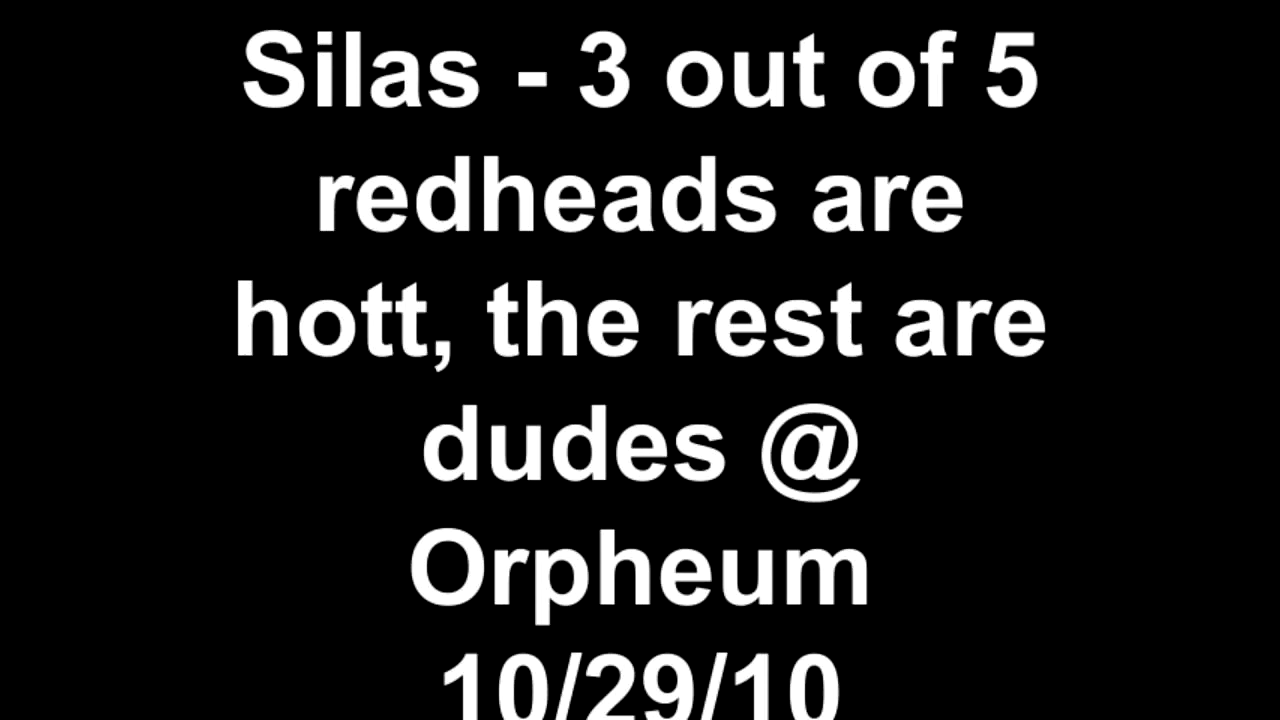 Silas - 3 out of 5
redheads are
hott, the rest are
dudes @
Orpheum
10/29/10